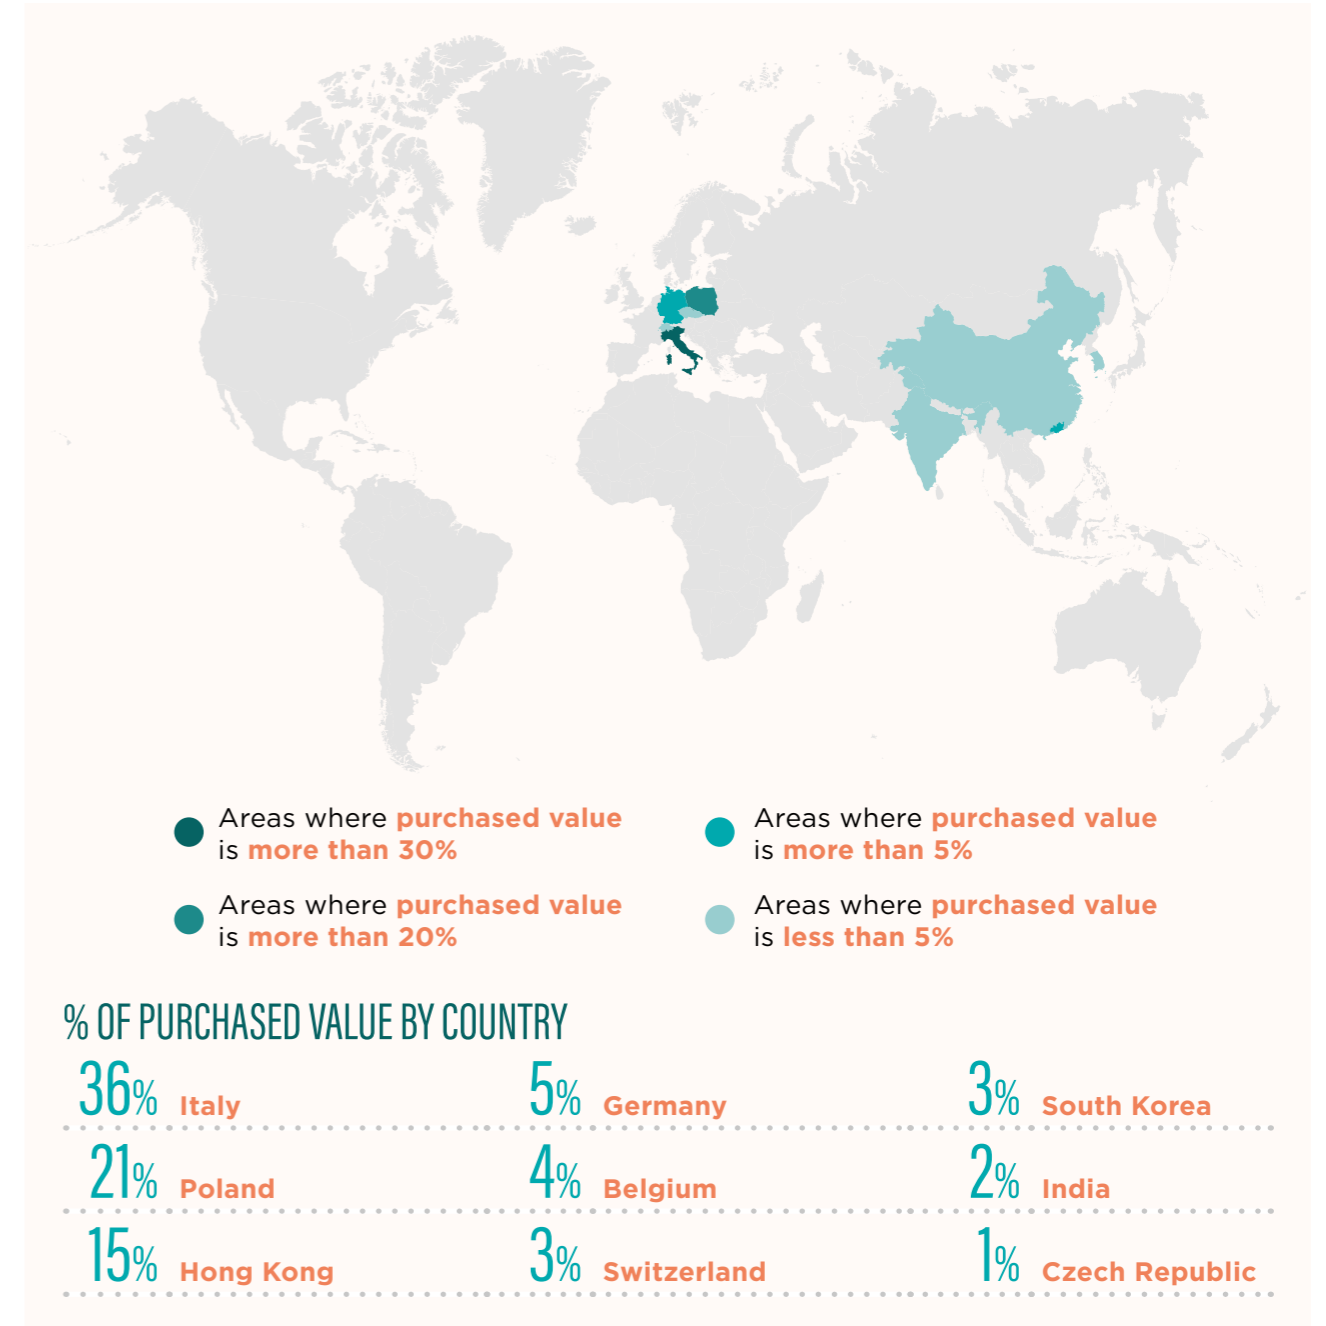 Areas where purchased value
is more than 30%
Areas where purchased value
is more than 5%
Areas where purchased value
is more than 20%
Areas where purchased value
is less than 5%
% OF PURCHASED VALUE BY COUNTRY
36% Italy
5% Germany
3% South Korea
21% Poland
4% Belgium
2% India
15% Hong Kong
3% Switzerland
1% Czech Republic